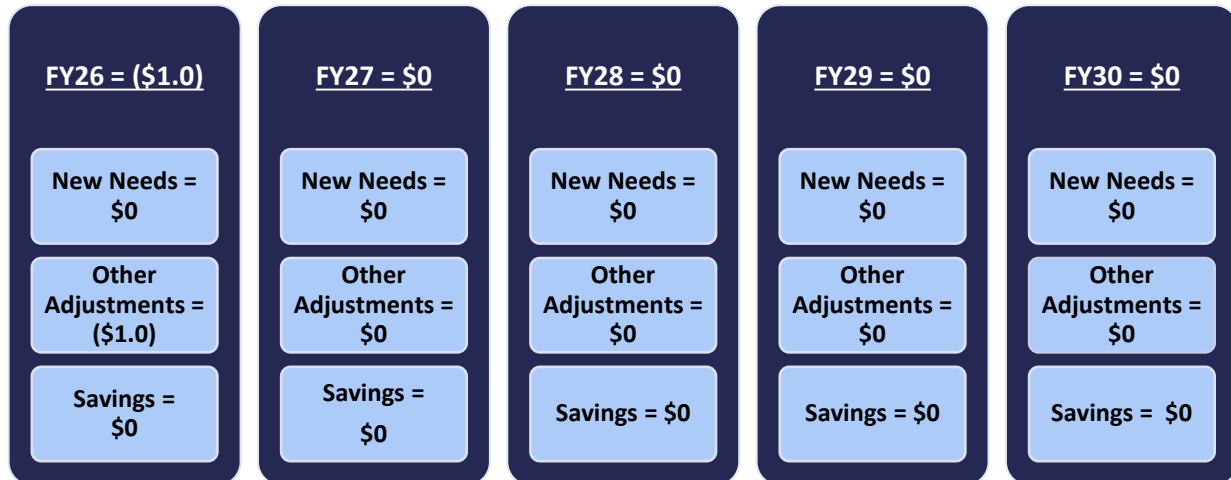 FY26 = ($1.0)
New Needs =
$0
Other
Adjustments =
($1.0)
Savings =
$0
FY27 = $0
New Needs =
$0
Other
Adjustments =
$0
Savings =
$0
FY28 = $0
New Needs =
$0
Other
Adjustments =
$0
Savings = $0
FY29 = $0
New Needs =
$0
Other
Adjustments =
$0
Savings = $0
FY30 = $0
New Needs =
$0
Other
Adjustments =
$0
Savings = $0